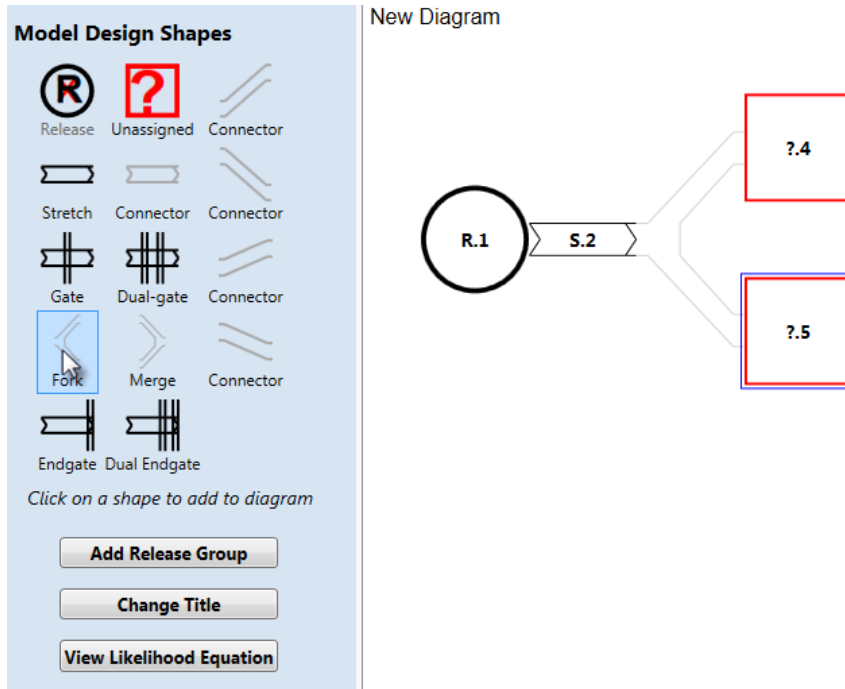 New Diagram
Model Design Shapes
R
?
Release Unassigned Connector
Stretch Connector Connector
Gate Dual-gate Connector
Fork Merge Connector
Endgate Dual Endgate
Click on a shape to add to diagram
Add Release Group
Change Title
View Likelihood Equation
R.1
S.2
?.4
?.5